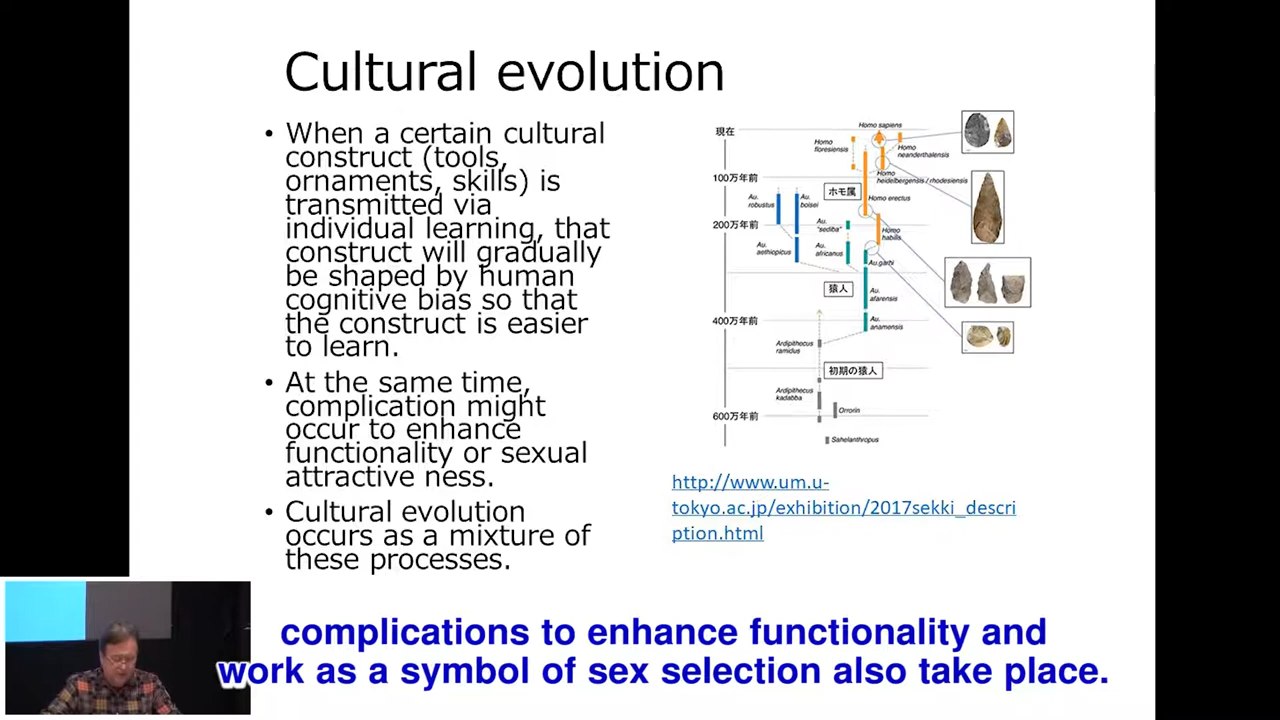 Cultural evolution
• When a certain cultural
construct (tools,
ornaments, skills) is
transmitted via
individual learning, that
construct will gradually
be shaped by human
cognitive bias so that
the construct is easier
to learn.
• At the same time,
complication might
occur to enhance
functionality or sexual
attractive ness.
• Cultural evolution
occurs as a mixture of
these processes.
現在
Homo sapiens
Homo
floresiensis
Homo
neanderthalensis
100万年前
Homo
heidelbergensis / rhodesiensis
ホモ属
Homo erectus
Au.
robustus
Au.
boisei
200万年前
Au.
"sediba"
Homo
habilis
Au.
aethiopicus
Au.
africanus
Au.garhi
猿人
Au.
afarensis
400万年前
Au.
anamensis
Ardipithecus
ramidus
初期の猿人
Ardipithecus
kadabba
600万年前
Orrorin
Sahelanthropus
http://www.um.u-
tokyo.ac.jp/exhibition/2017sekki_descri
ption.html
complications to enhance functionality and
work as a symbol of sex selection also take place.